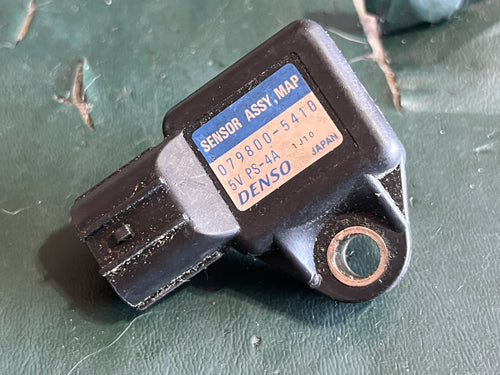 SENSOR ASSY,MAP
079800-5410
5V PS-4A 1J10
DENSO JAPAN